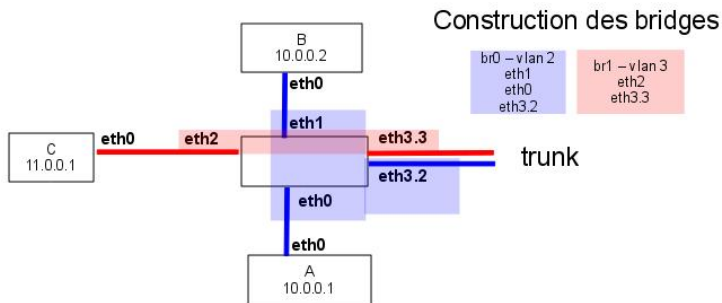 Construction des bridges
B
10.0.0.2
br0 – vlan 2
eth1
eth0
eth3.2
br1 – vlan 3
eth2
eth3.3
eth0
eth1
eth0
eth2
eth3.3
C
11.0.0.1
trunk
eth3.2
eth0
eth0
A
10.0.0.1